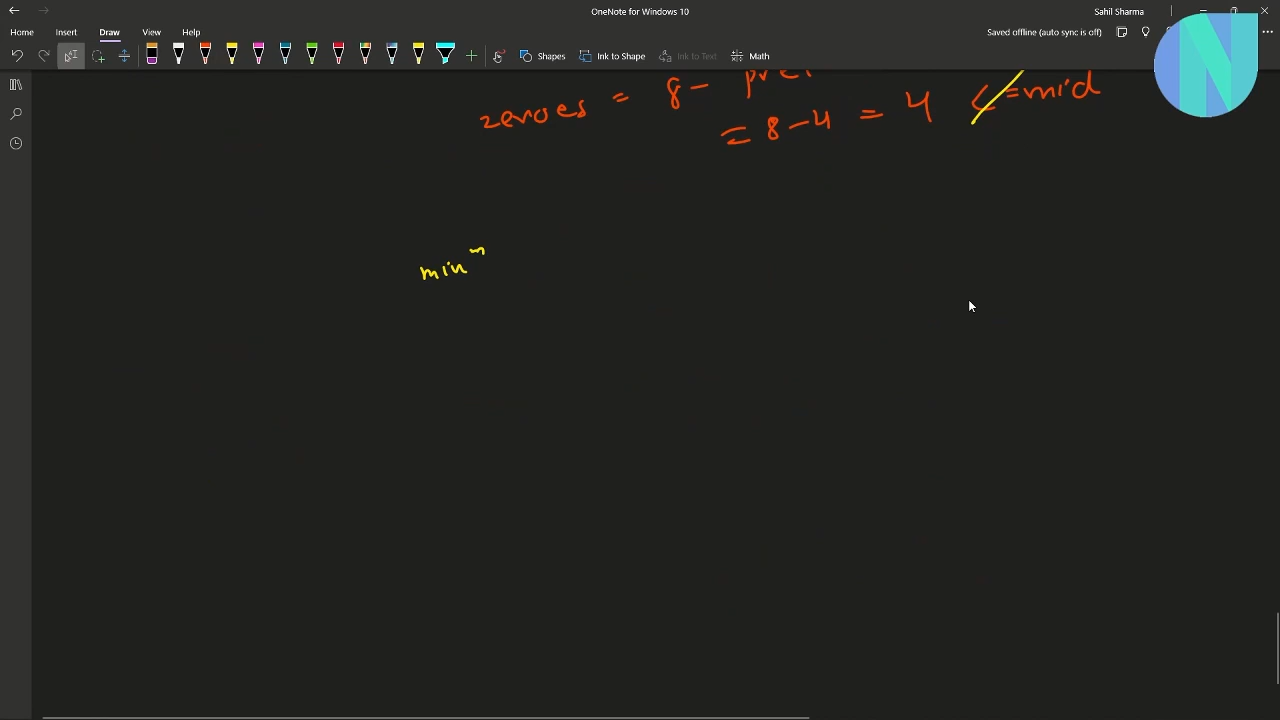 OneNote for Windows 10
Sahil Sharma
Home Insert Draw View Help
Saved offline (auto sync is off)
Shapes Ink to Shape Ink to Text Math
zeroes = 8 -
= 8 - 4 = 4 <= mid
min m